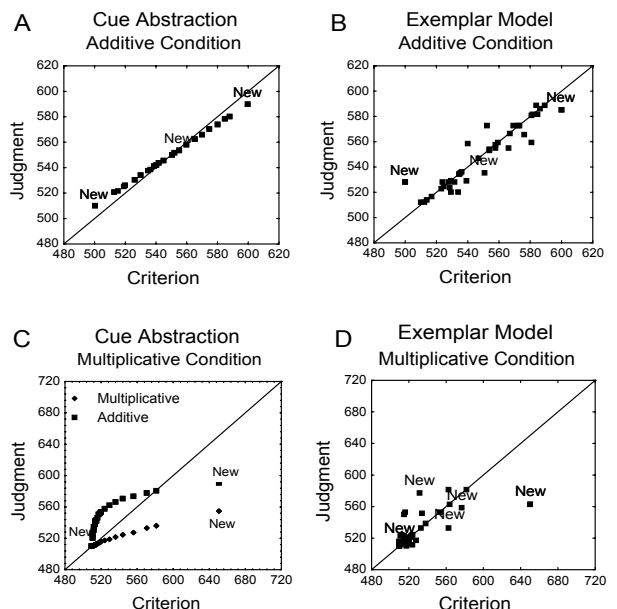 A
Cue Abstraction
Additive Condition
620
600
580
560
540
520
500
480
Judgment
New
New
New
480 500 520 540 560 580 600 620
Criterion
B
Exemplar Model
Additive Condition
620
600
580
560
540
520
500
480
Judgment
New
New
New
480 500 520 540 560 580 600 620
Criterion
C
Cue Abstraction
Multiplicative Condition
720
680
640
600
560
520
480
Judgment
Multiplicative
Additive
New
New
New
480 520 560 600 640 680 720
Criterion
D
Exemplar Model
Multiplicative Condition
720
680
640
600
560
520
480
Judgment
New
New
New
New
New
480 520 560 600 640 680 720
Criterion